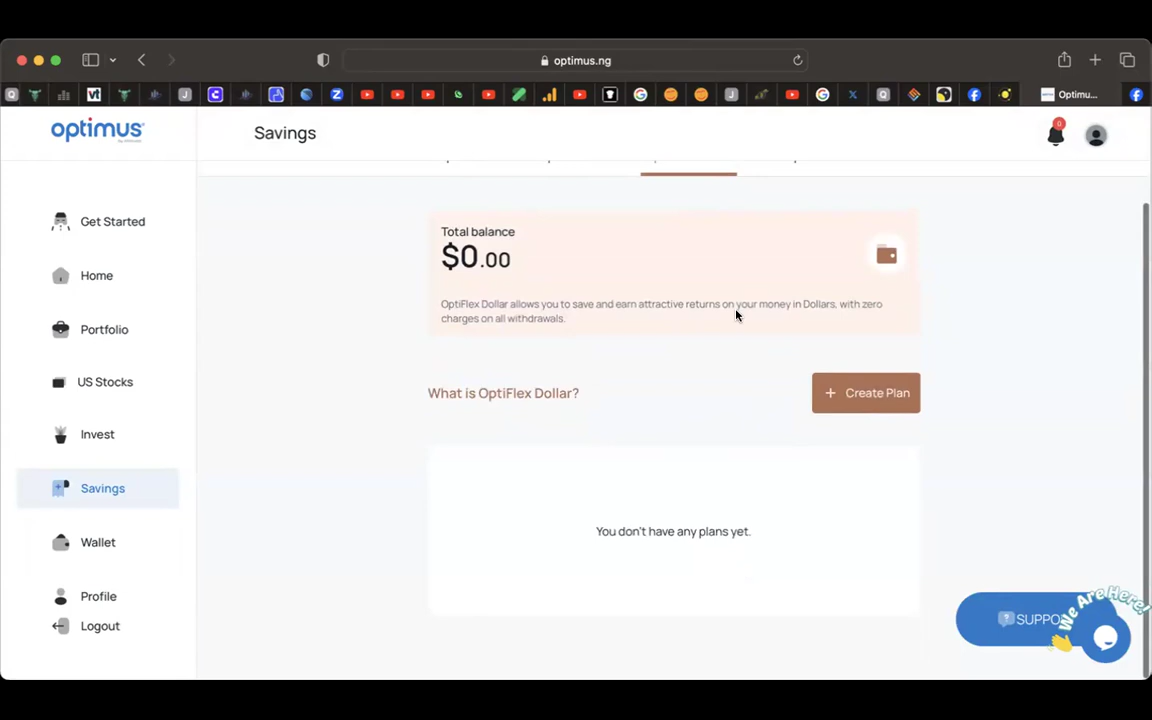 optimus.ng
Optimu...
optimus
Savings
0
Get Started
Home
Portfolio
US Stocks
Invest
Savings
Wallet
Profile
Logout
Total balance
$0.00
OptiFlex Dollar allows you to save and earn attractive returns on your money in Dollars, with zero
charges on all withdrawals.
What is OptiFlex Dollar?
+ Create Plan
You don't have any plans yet.
SUPPO
We Are Here!